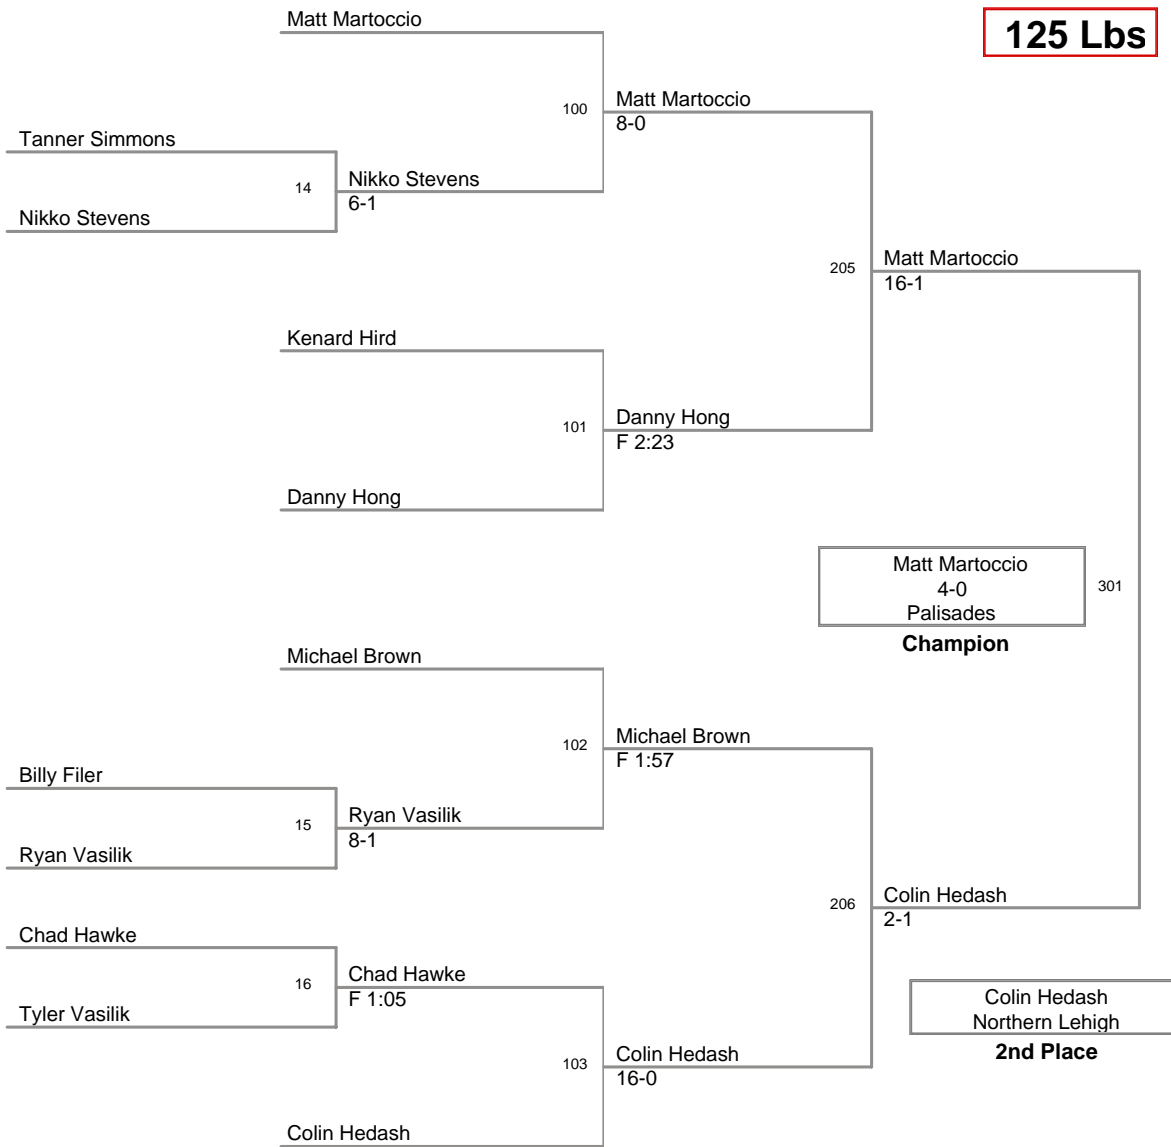 Matt Martoccio
125 Lbs
100
Matt Martoccio
8-0
Tanner Simmons
14
Nikko Stevens
6-1
Nikko Stevens
205
Matt Martoccio
16-1
Kenard Hird
101
Danny Hong
F 2:23
Danny Hong
Matt Martoccio
4-0
Palisades
301
Champion
Michael Brown
102
Michael Brown
F 1:57
Billy Filer
15
Ryan Vasilik
8-1
Ryan Vasilik
206
Colin Hedash
2-1
Chad Hawke
16
Chad Hawke
F 1:05
Tyler Vasilik
Colin Hedash
Northern Lehigh
2nd Place
103
Colin Hedash
16-0
Colin Hedash